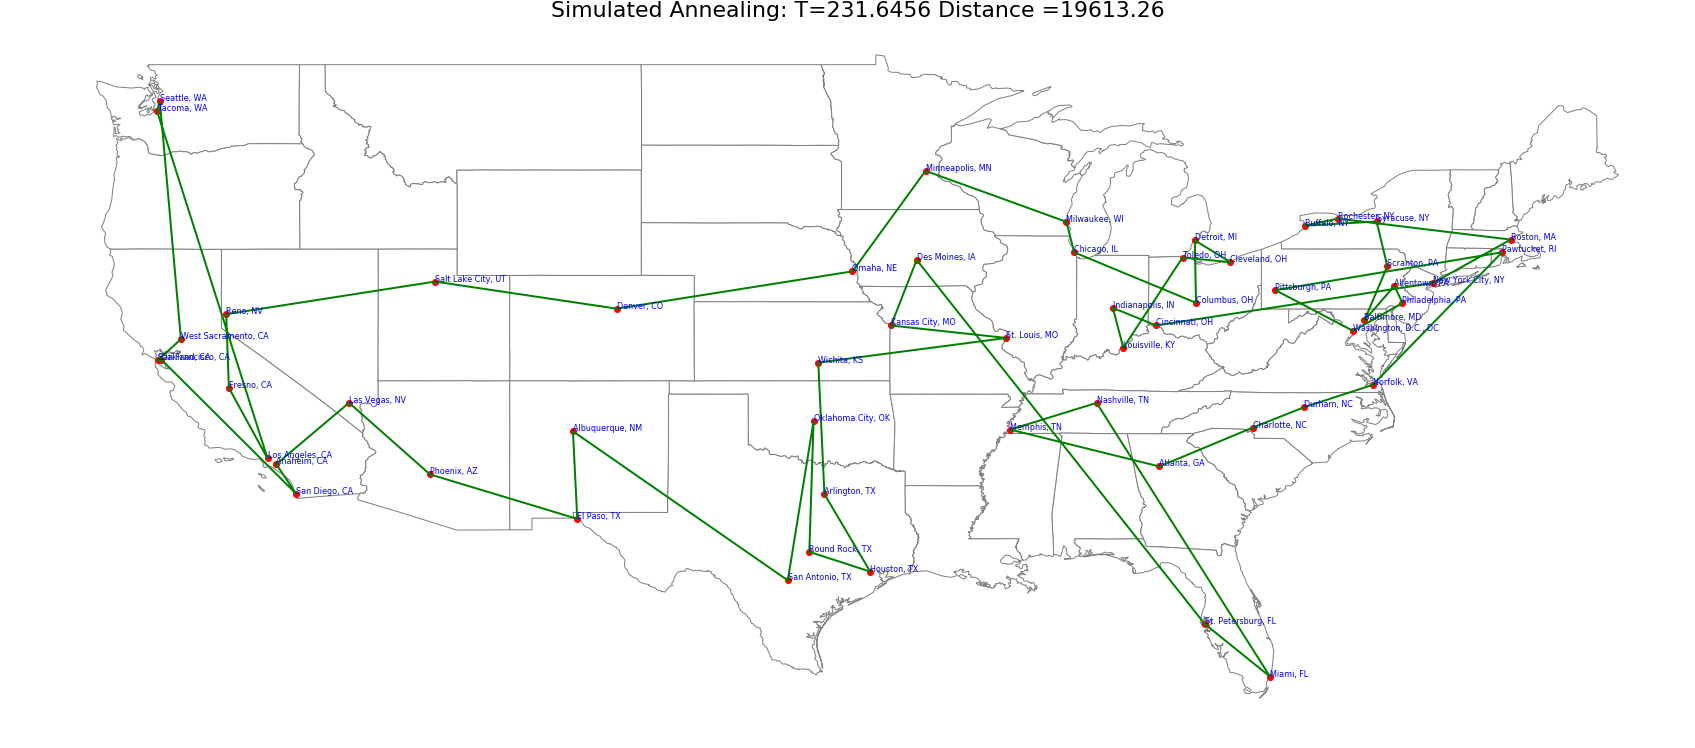 Simulated Annealing: T=231.6456 Distance =19613.26
Seattle, WA
Tacoma, WA
Minneapolis, MN
Milwaukee, WI
Rochester, NY
Syracuse, NY
Buffalo, NY
Detroit, MI
Boston, MA
Chicago, IL
Pawtucket, RI
Des Moines, IA
Toledo, OH
Cleveland, OH
Scranton, PA
Omaha, NE
Salt Lake City, UT
New York City, NY
Allentown, PA
Pittsburgh, PA
Columbus, OH
Philadelphia, PA
Denver, CO
Indianapolis, IN
Reno, NV
Baltimore, MD
Kansas City, MO
Cincinnati, OH
Washington, D.C., DC
West Sacramento, CA
St. Louis, MO
Louisville, KY
San Francisco, CA
Wichita, KS
Fresno, CA
Norfolk, VA
Las Vegas, NV
Nashville, TN
Durham, NC
Oklahoma City, OK
Albuquerque, NM
Memphis, TN
Charlotte, NC
Los Angeles, CA
Anaheim, CA
Atlanta, GA
Phoenix, AZ
San Diego, CA
Arlington, TX
El Paso, TX
Round Rock, TX
Houston, TX
San Antonio, TX
St. Petersburg, FL
Miami, FL